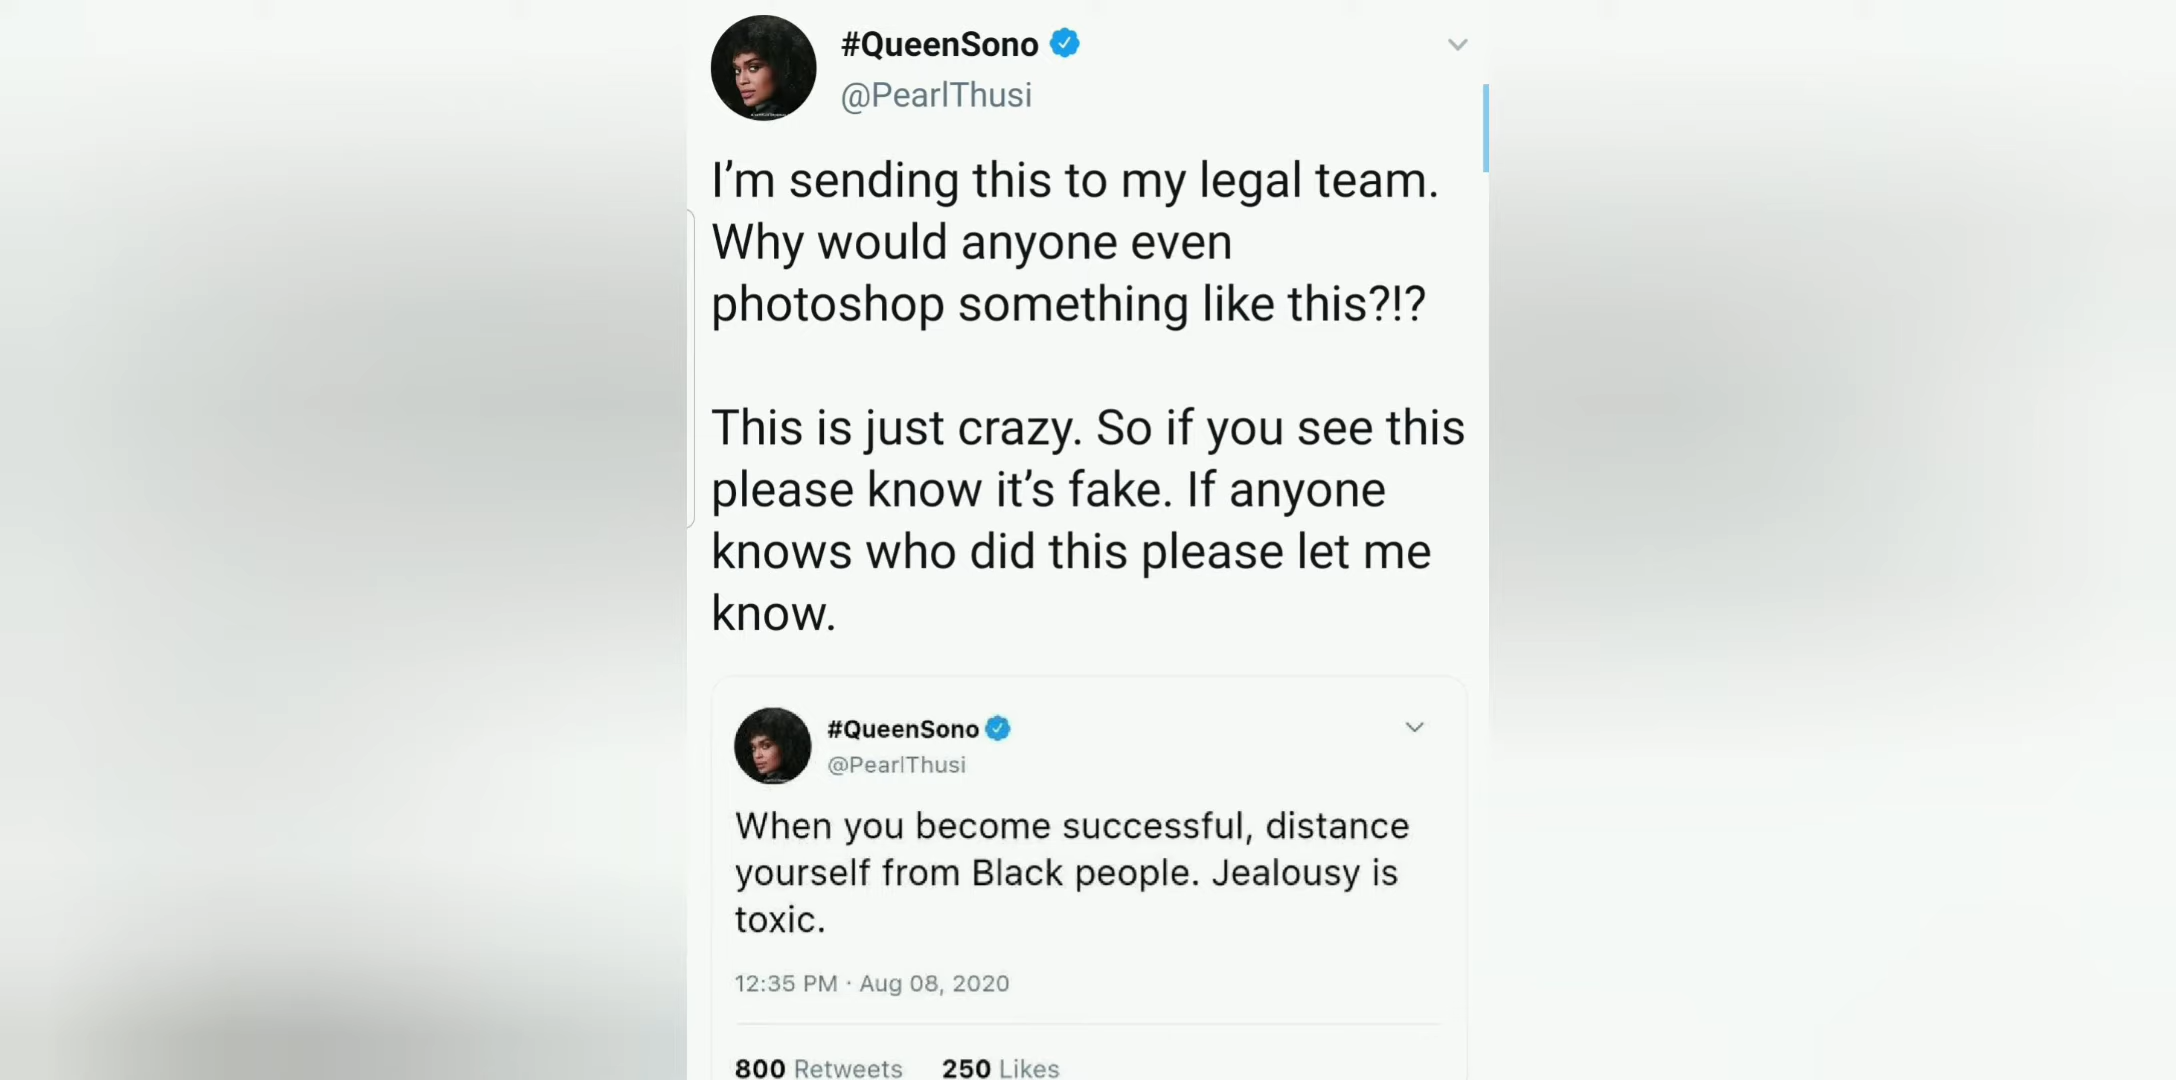 #QueenSono
@PearlThusi
I’m sending this to my legal team.
Why would anyone even
photoshop something like this?!?
This is just crazy. So if you see this
please know it’s fake. If anyone
knows who did this please let me
know.
#QueenSono
@PearlThusi
When you become successful, distance
yourself from Black people. Jealousy is
toxic.
12:35 PM · Aug 08, 2020
800 Retweets 250 Likes